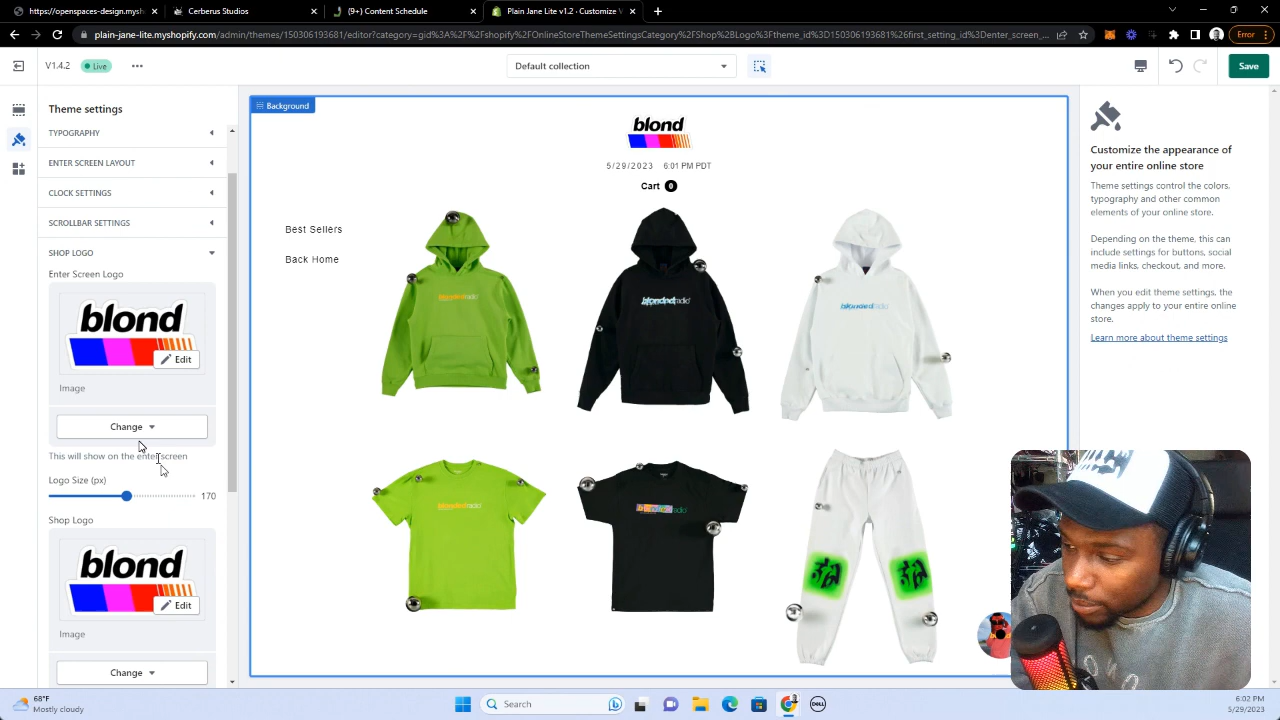 https://openspaces-design.mysh
Cerberus Studios
(9+) Content Schedule
Plain Jane Lite v1.2 · Customize V
plain-jane-lite.myshopify.com/admin/themes/150306193681/editor?category=gid%3A%2F%2Fshopify%2FOnlineStoreThemeSettingsCategory%2FShop%2BLogo%2Ftheme_id%3D150306193681%26first_setting_id%3Denter_screen_...
Error
V1.4.2
Live
Default collection
Save
Theme settings
TYPOGRAPHY
ENTER SCREEN LAYOUT
CLOCK SETTINGS
SCROLLBAR SETTINGS
SHOP LOGO
Enter Screen Logo
blond
Edit
Image
Change
This will show on the enter screen
Logo Size (px)
170
Shop Logo
blond
Edit
Image
Change
Background
blond
5/29/2023 6:01 PM PDT
Cart 0
Best Sellers
Back Home
blondedradio
blondedradio
blondedradio
blondedradio
blondedradio
Customize the appearance of
your entire online store
Theme settings control the colors,
typography and other common
elements of your online store.
Depending on the theme, this can
include settings for buttons, social
media links, checkout, and more.
When you edit theme settings, the
changes apply to your entire online
store.
Learn more about theme settings
68°F
Mostly cloudy
Search
DELL
6:02 PM
5/29/2023